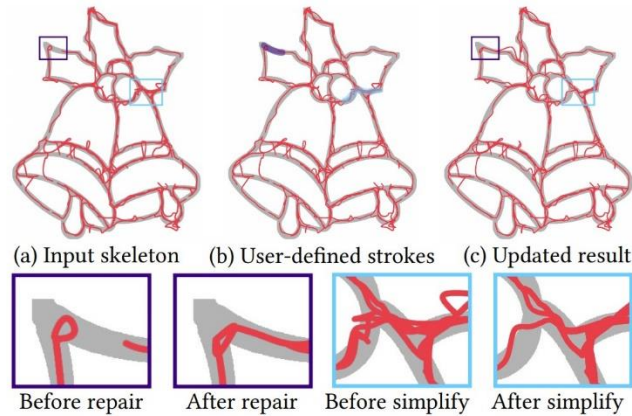 (a) Input skeleton (b) User-defined strokes (c) Updated result
Before repair After repair Before simplify After simplify